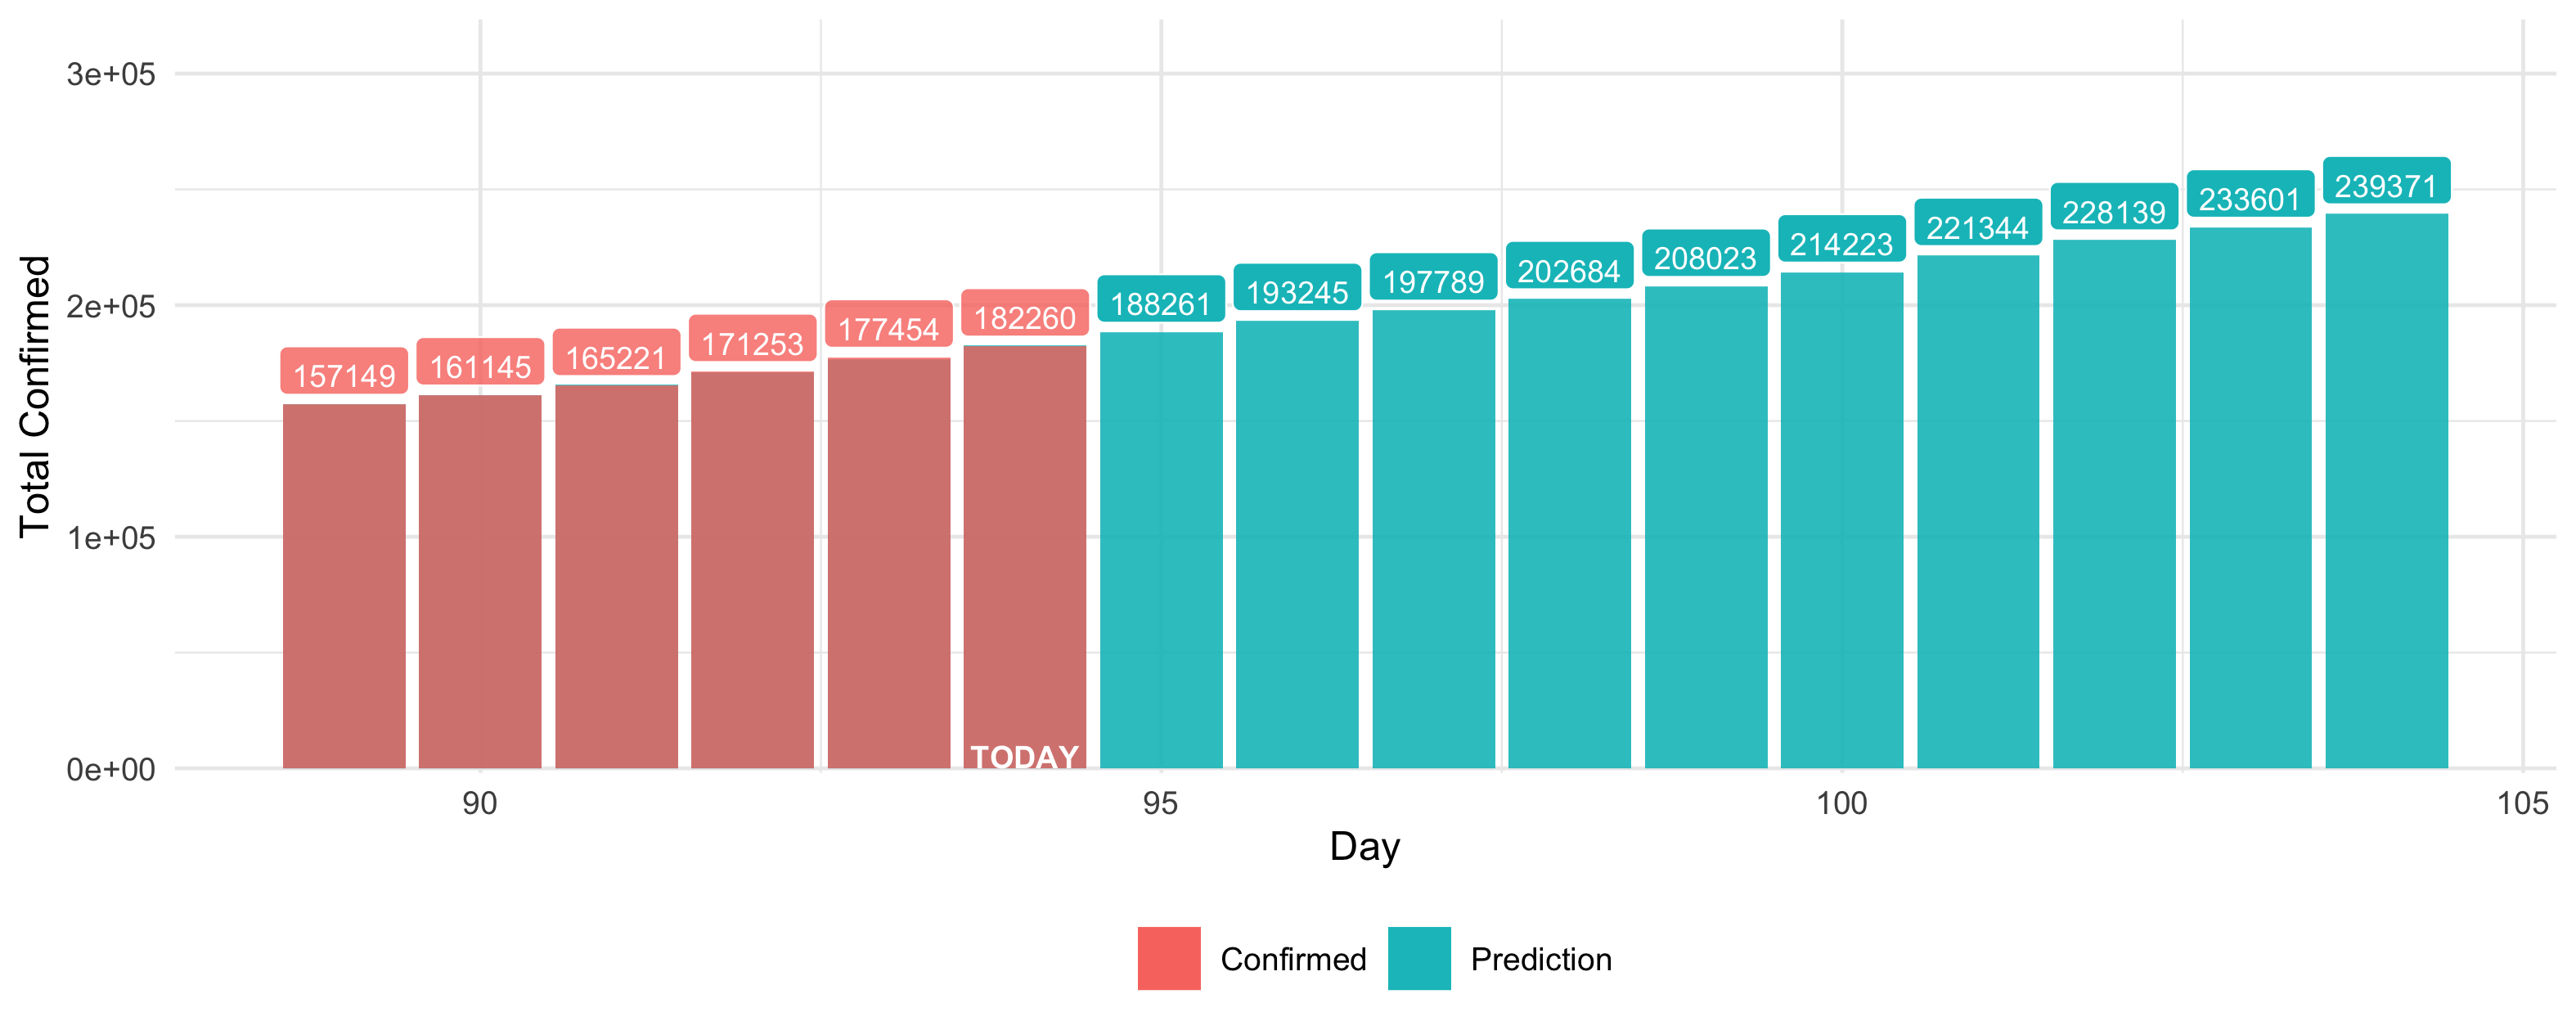 3e+05
2e+05
1e+05
0e+00
Total Confirmed
157149
161145
165221
171253
177454
182260
188261
193245
197789
202684
208023
214223
221344
228139
233601
239371
TODAY
90
95
100
105
Day
Confirmed
Prediction